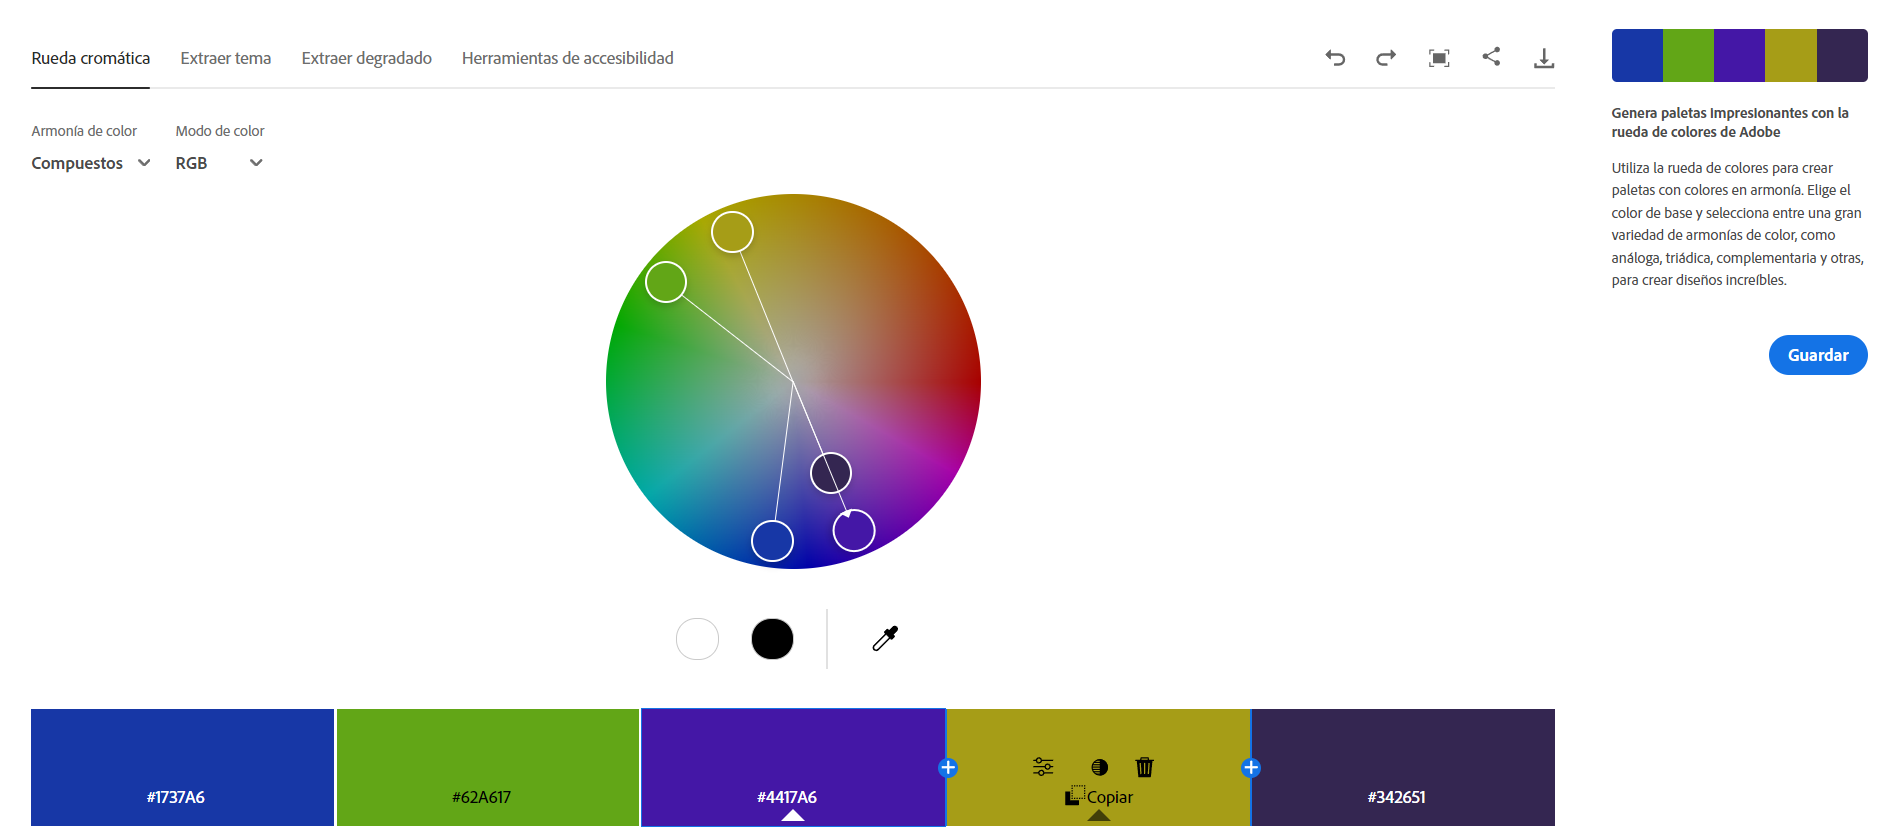 Rueda cromática
Extraer tema
Extraer degradado
Herramientas de accesibilidad
Armonía de color
Modo de color
Compuestos
RGB
Genera paletas impresionantes con la
rueda de colores de Adobe
Utiliza la rueda de colores para crear
paletas con colores en armonía. Elige el
color de base y selecciona entre una gran
variedad de armonías de color, como
análoga, triádica, complementaria y otras,
para crear diseños increíbles.
Guardar
#1737A6
#62A617
#4417A6
Copiar
#342651